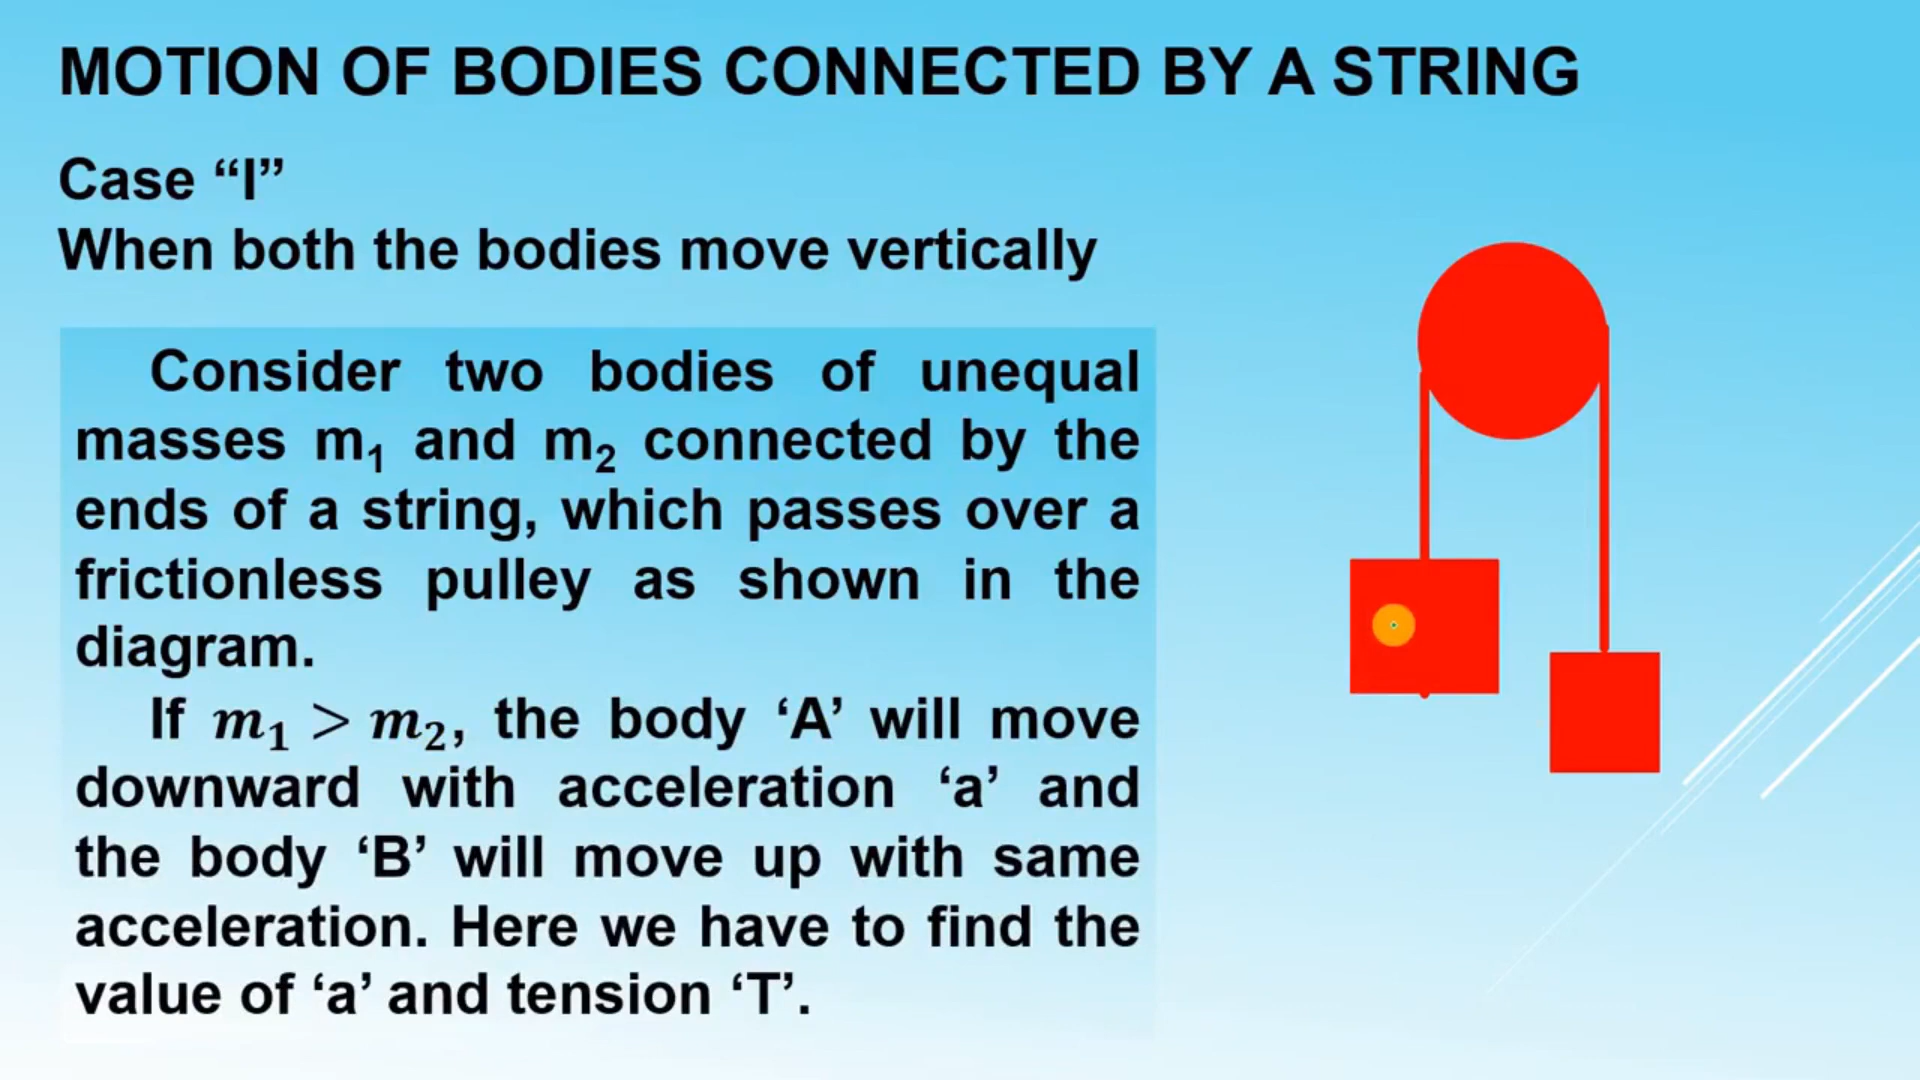 MOTION OF BODIES CONNECTED BY A STRING
Case “I”
When both the bodies move vertically
Consider two bodies of unequal
masses m₁ and m₂ connected by the
ends of a string, which passes over a
frictionless pulley as shown in the
diagram.
If m₁ > m₂, the body ‘A’ will move
downward with acceleration ‘a’ and
the body ‘B’ will move up with same
acceleration. Here we have to find the
value of ‘a’ and tension ‘T’.